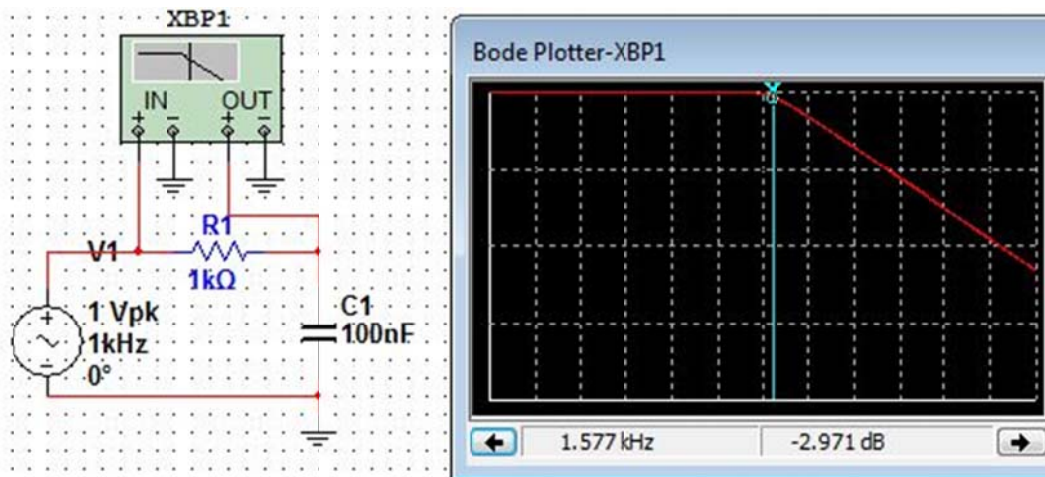 XBP1
IN OUT
+ − + −
V1
R1
1kΩ
+
1 Vpk
1kHz
0°
−
C1
100nF
Bode Plotter-XBP1
1.577 kHz
-2.971 dB